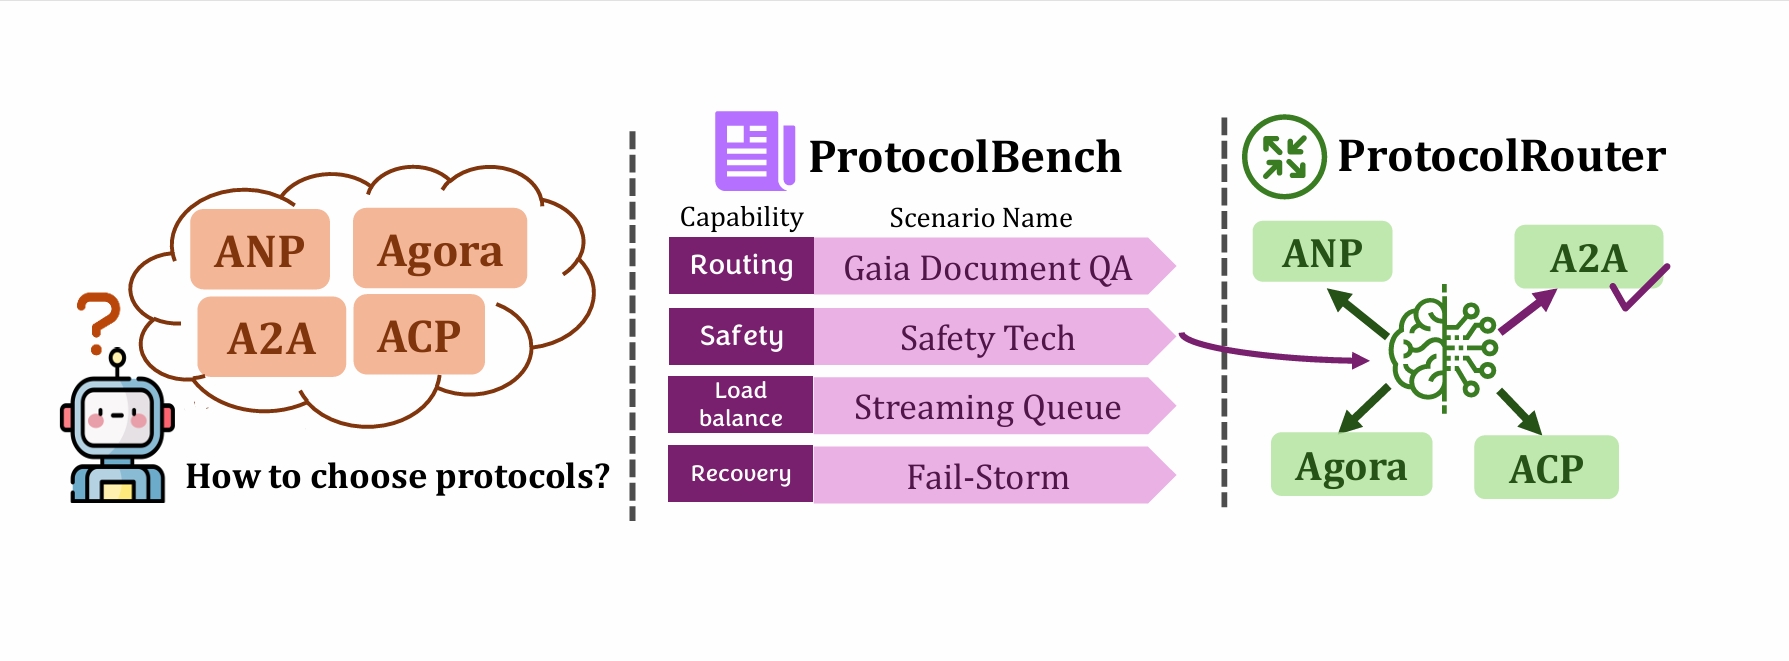 ANP
Agora
A2A
ACP
?
How to choose protocols?
ProtocolBench
Capability
Scenario Name
Routing
Gaia Document QA
Safety
Safety Tech
Load
balance
Streaming Queue
Recovery
Fail-Storm
ProtocolRouter
ANP
A2A
Agora
ACP